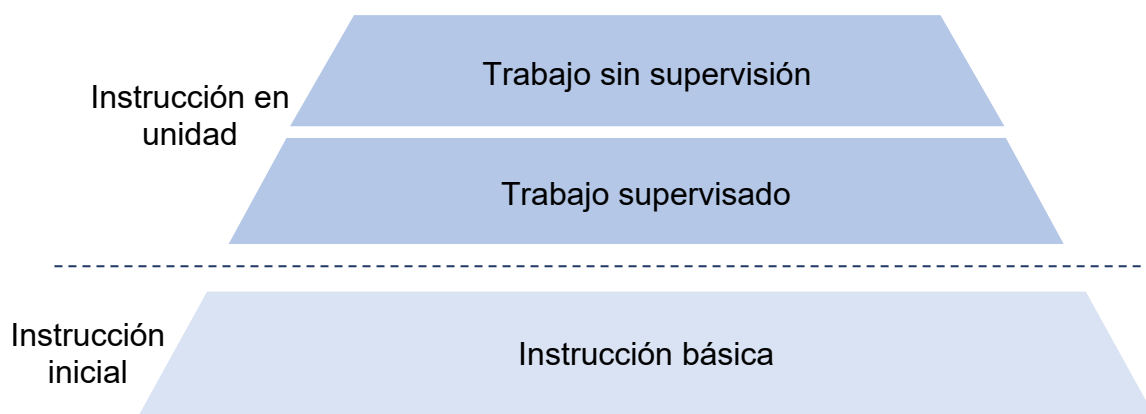 Trabajo sin supervisión
Instrucción en
unidad
Trabajo supervisado
Instrucción
inicial
Instrucción básica